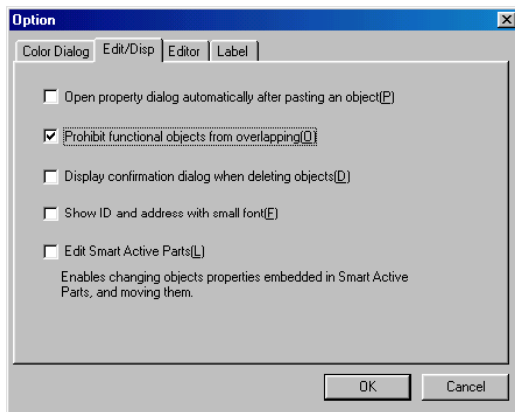 Option
Color Dialog Edit/Disp Editor Label
Open property dialog automatically after pasting an object(P)
Prohibit functional objects from overlapping(O)
Display confirmation dialog when deleting objects(D)
Show ID and address with small font(F)
Edit Smart Active Parts(L)
Enables changing objects properties embedded in Smart Active
Parts, and moving them.
OK Cancel